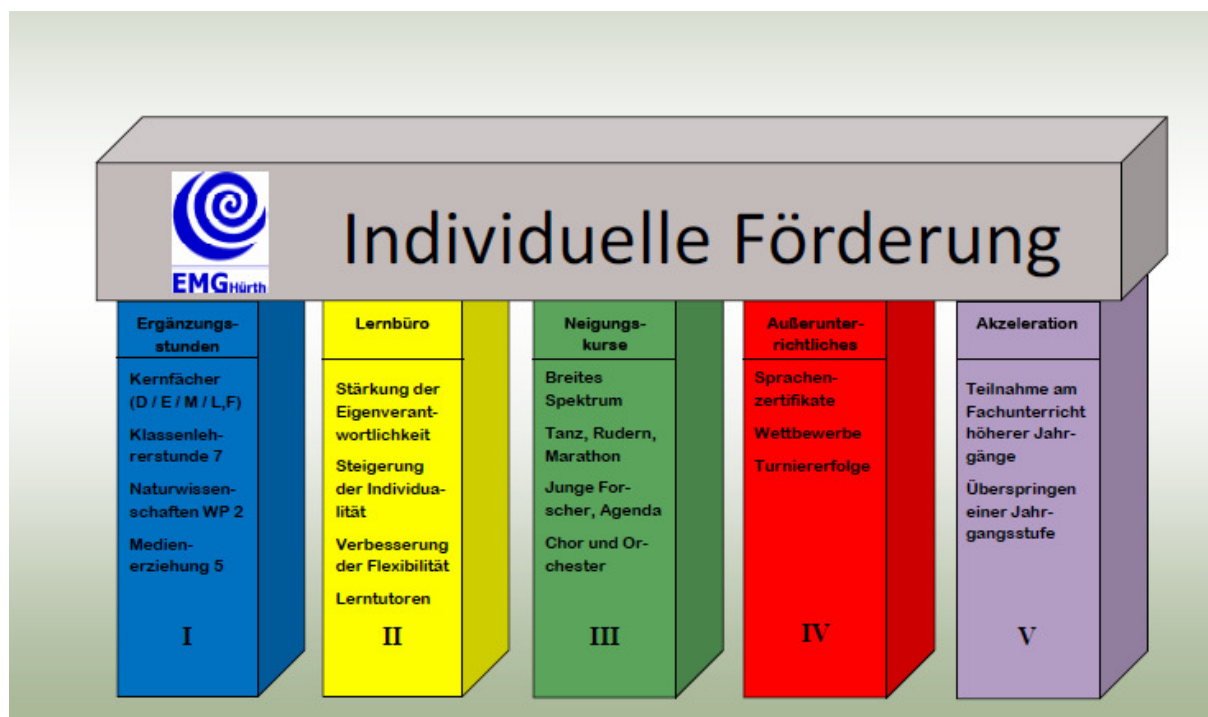 Individuelle Förderung
EMG Hürth
Ergänzungs-
stunden
Kernfächer
(D / E / M / L,F)
Klassenleh-
rerstunde 7
Naturwissen-
schaften WP 2
Medien-
erziehung 5
I
Lernbüro
Stärkung der
Eigenverant-
wortlichkeit
Steigerung
der Individua-
lität
Verbesserung
der Flexibilität
Lerntutoren
II
Neigungs-
kurse
Breites
Spektrum
Tanz, Rudern,
Marathon
Junge For-
scher, Agenda
Chor und Or-
chester
III
Außerunter-
richtliches
Sprachen-
zertifikate
Wettbewerbe
Turniererfolge
IV
Akzeleration
Teilnahme am
Fachunterricht
höherer Jahr-
gänge
Überspringen
einer Jahr-
gangsstufe
V